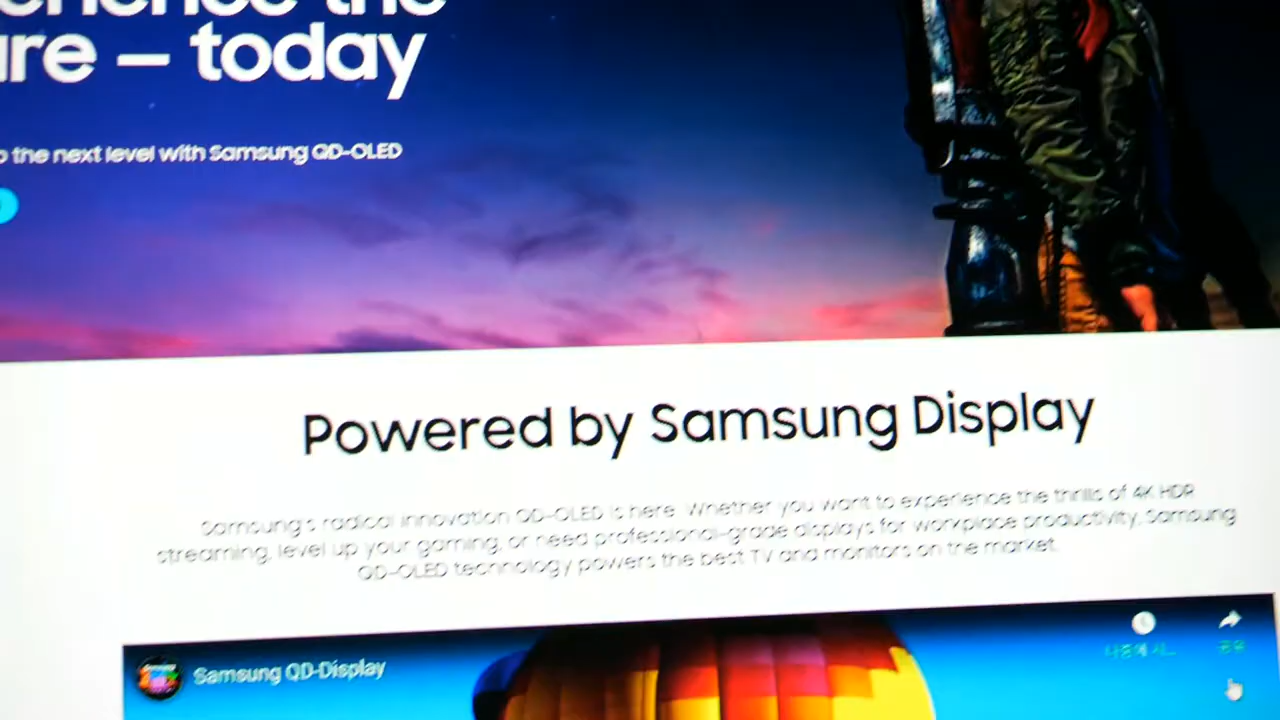 the
– today
the next level with Samsung QD-OLED
Powered by Samsung Display
Samsung's radical innovation QD-OLED is here. Whether you want to experience the thrills of 4K HDR
streaming, level up your gaming, or need professional-grade displays for workplace productivity, Samsung
QD-OLED technology powers the best TV and monitors on the market.
Samsung QD-Display
공유